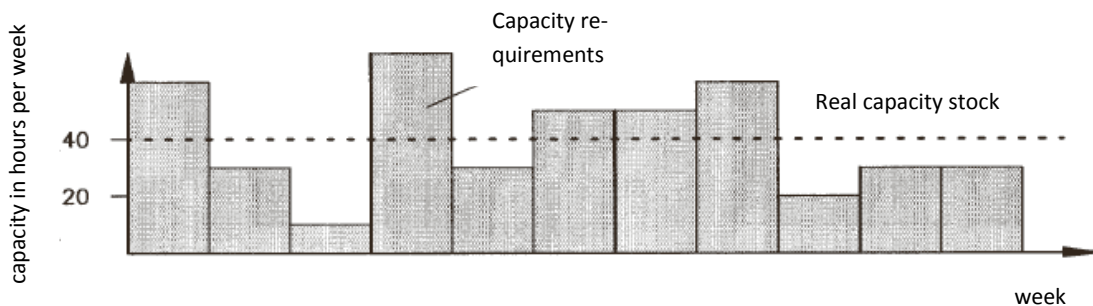 Capacity re-
quirements
capacity in hours per week
Real capacity stock
40
20
week